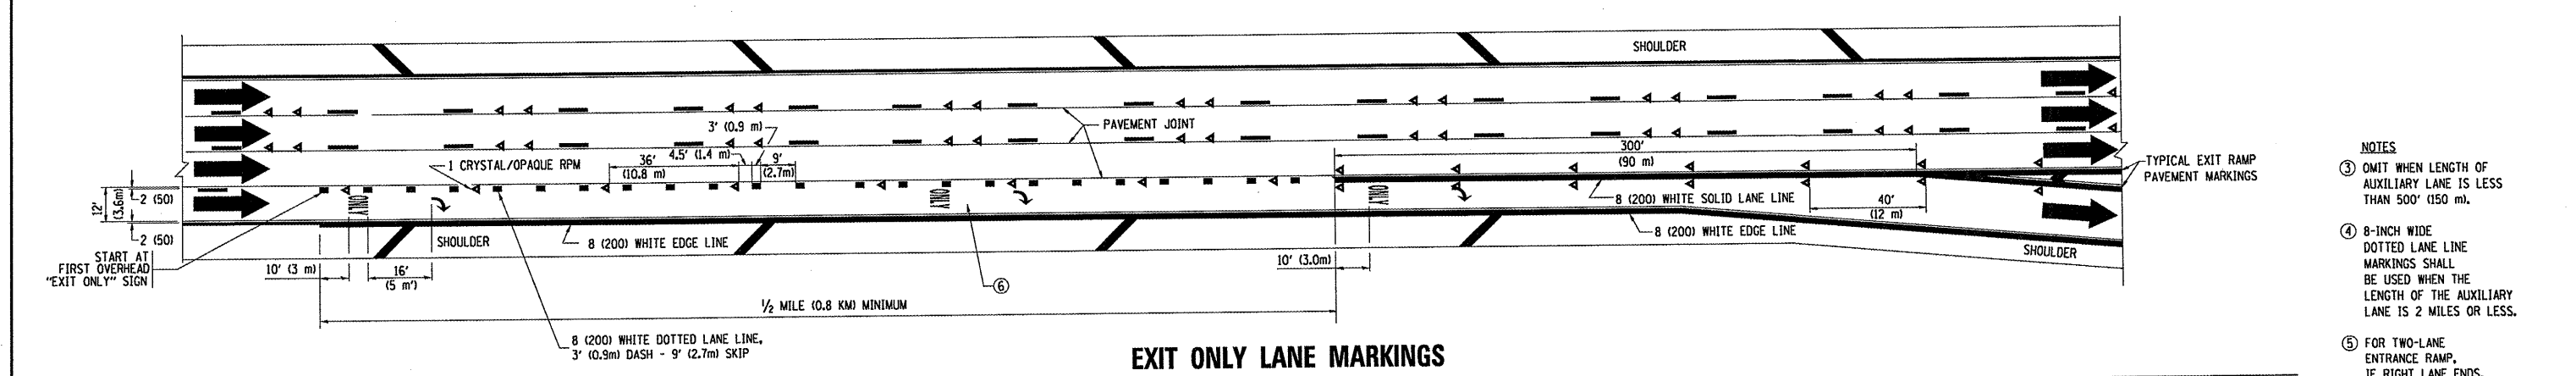 SHOULDER
3' (0.9 m)
PAVEMENT JOINT
1 CRYSTAL/OPAQUE RPM
36'
(10.8 m)
4.5' (1.4 m)
9'
(2.7m)
300'
(90 m)
TYPICAL EXIT RAMP
PAVEMENT MARKINGS
12'
(3.6m)
2 (50)
2 (50)
ONLY
ONLY
ONLY
8 (200) WHITE SOLID LANE LINE
40'
(12 m)
SHOULDER
8 (200) WHITE EDGE LINE
8 (200) WHITE EDGE LINE
SHOULDER
START AT
FIRST OVERHEAD
"EXIT ONLY" SIGN
10' (3 m)
16'
(5 m')
10' (3.0m)
6
1/2 MILE (0.8 KM) MINIMUM
8 (200) WHITE DOTTED LANE LINE,
3' (0.9m) DASH - 9' (2.7m) SKIP
EXIT ONLY LANE MARKINGS
NOTES
3 OMIT WHEN LENGTH OF
AUXILIARY LANE IS LESS
THAN 500' (150 m).
4 8-INCH WIDE
DOTTED LANE LINE
MARKINGS SHALL
BE USED WHEN THE
LENGTH OF THE AUXILIARY
LANE IS 2 MILES OR LESS.
5 FOR TWO-LANE
ENTRANCE RAMP,
IF RIGHT LANE ENDS,